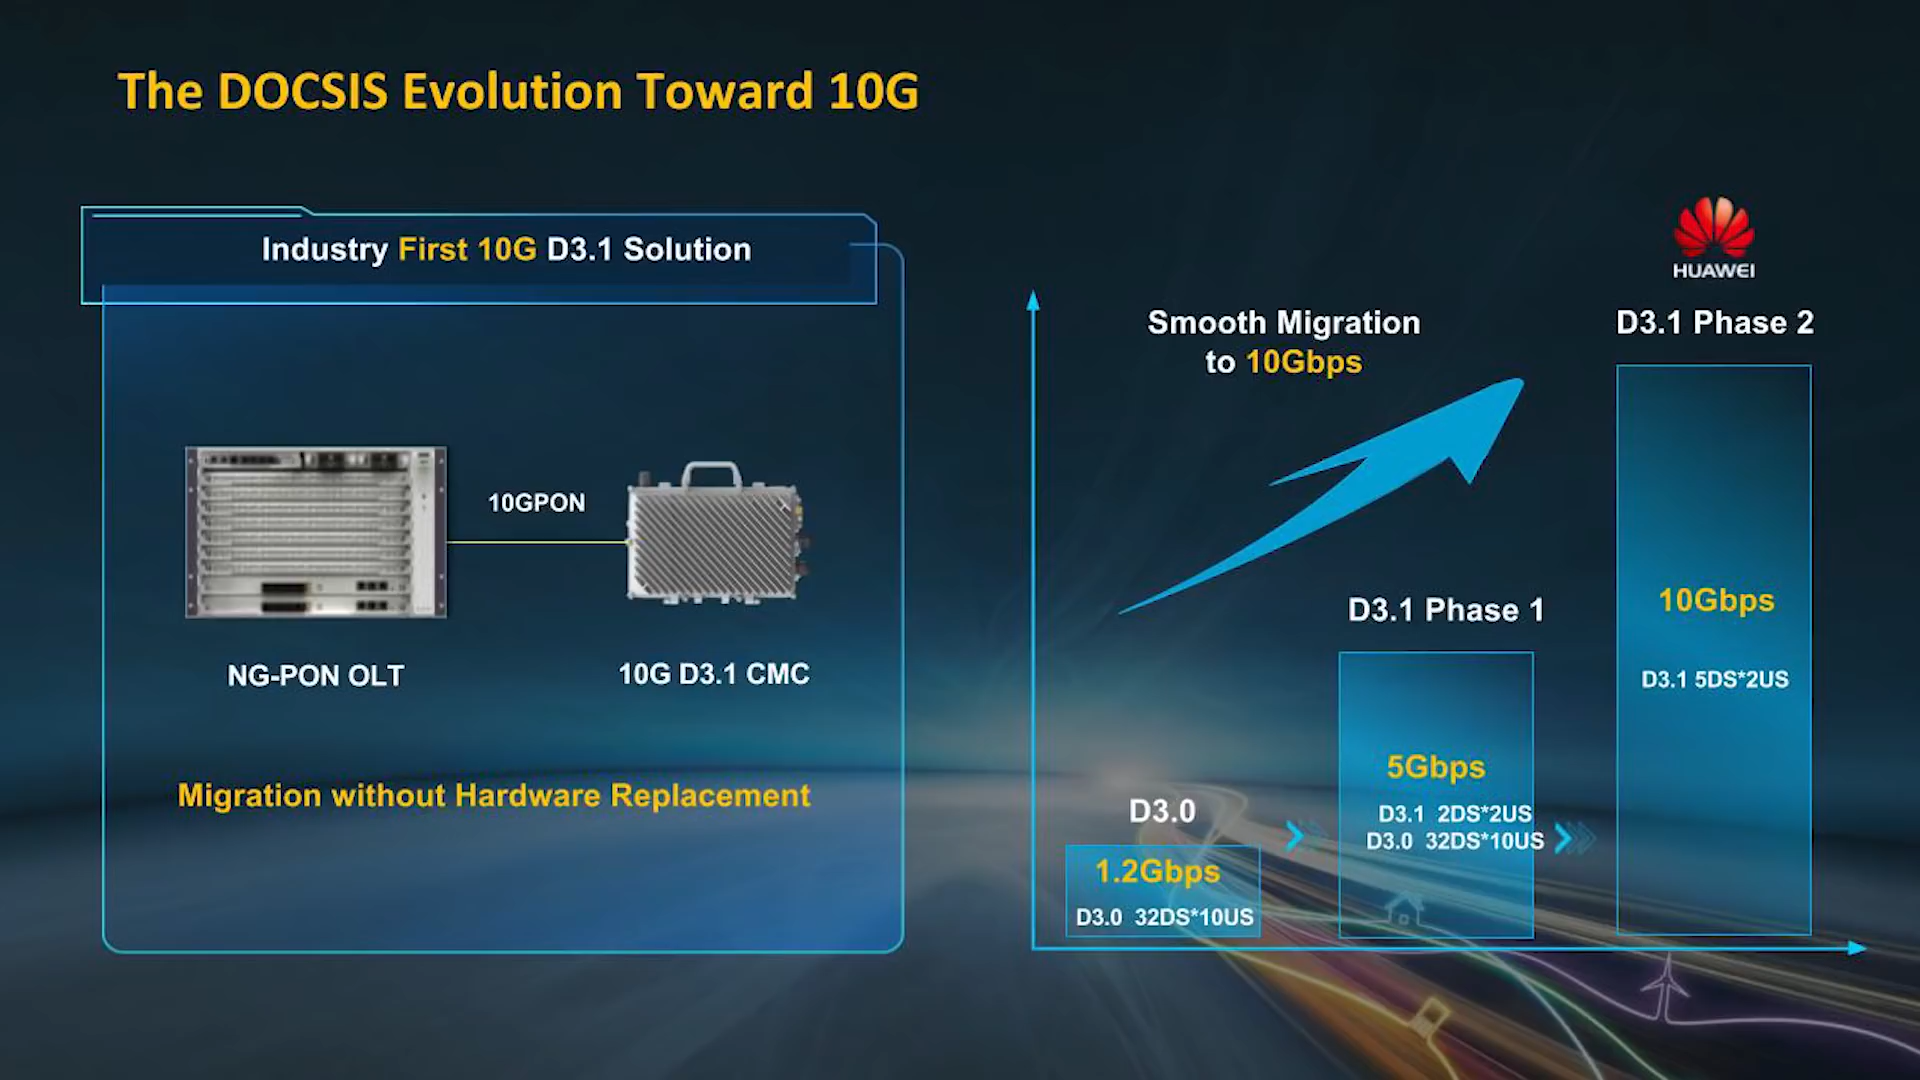 The DOCSIS Evolution Toward 10G
Industry First 10G D3.1 Solution
10GPON
NG-PON OLT
10G D3.1 CMC
Migration without Hardware Replacement
HUAWEI
Smooth Migration
to 10Gbps
D3.1 Phase 2
10Gbps
D3.1 5DS*2US
D3.1 Phase 1
5Gbps
D3.1 2DS*2US
D3.0 32DS*10US
D3.0
1.2Gbps
D3.0 32DS*10US